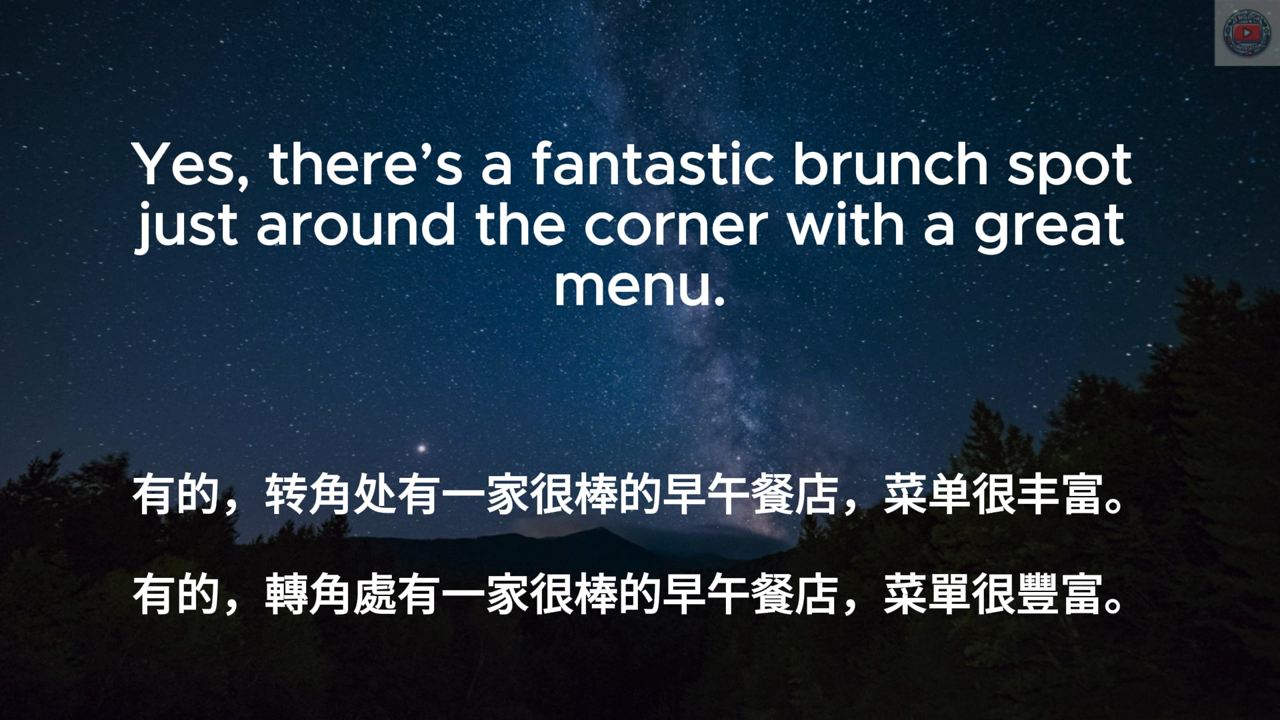 Yes, there’s a fantastic brunch spot
just around the corner with a great
menu.
有的，转角处有一家很棒的早午餐店，菜单很丰富。
有的，轉角處有一家很棒的早午餐店，菜單很豐富。